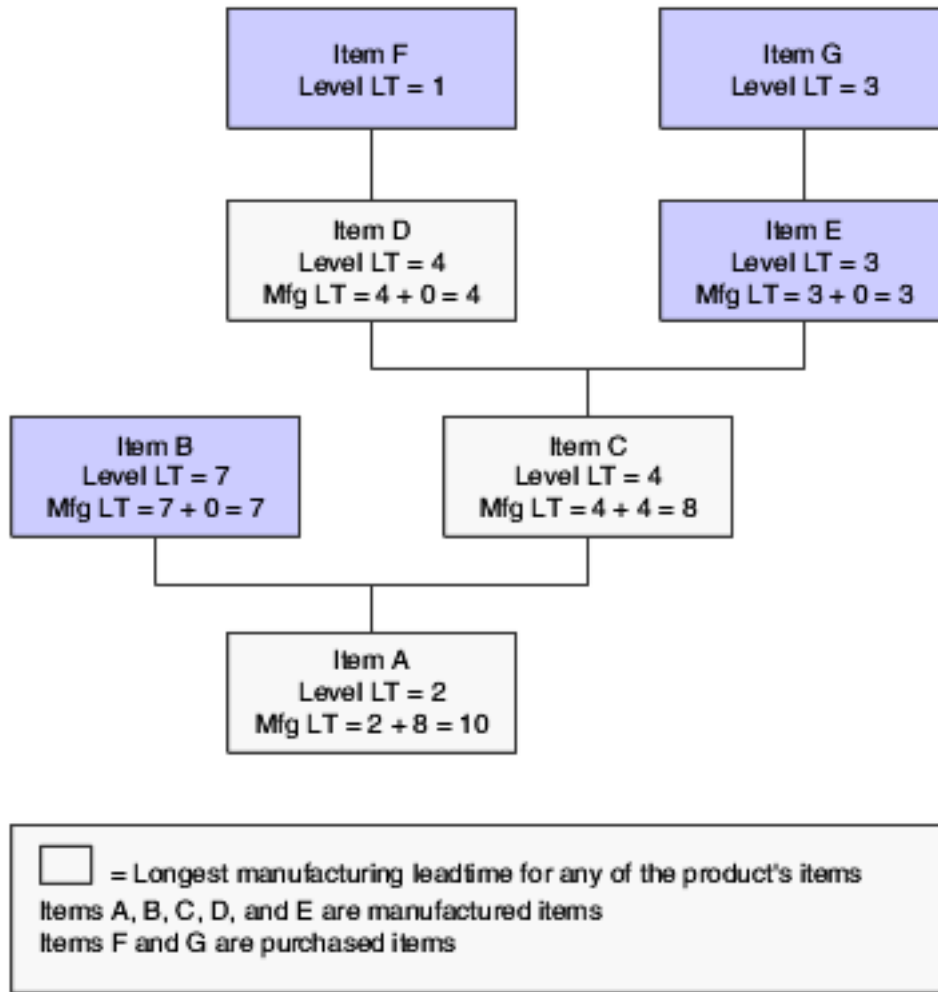 Item F
Level LT = 1
Item G
Level LT = 3
Item D
Level LT = 4
Mfg LT = 4 + 0 = 4
Item E
Level LT = 3
Mfg LT = 3 + 0 = 3
Item B
Level LT = 7
Mfg LT = 7 + 0 = 7
Item C
Level LT = 4
Mfg LT = 4 + 4 = 8
Item A
Level LT = 2
Mfg LT = 2 + 8 = 10
= Longest manufacturing leadtime for any of the product's items
Items A, B, C, D, and E are manufactured items
Items F and G are purchased items